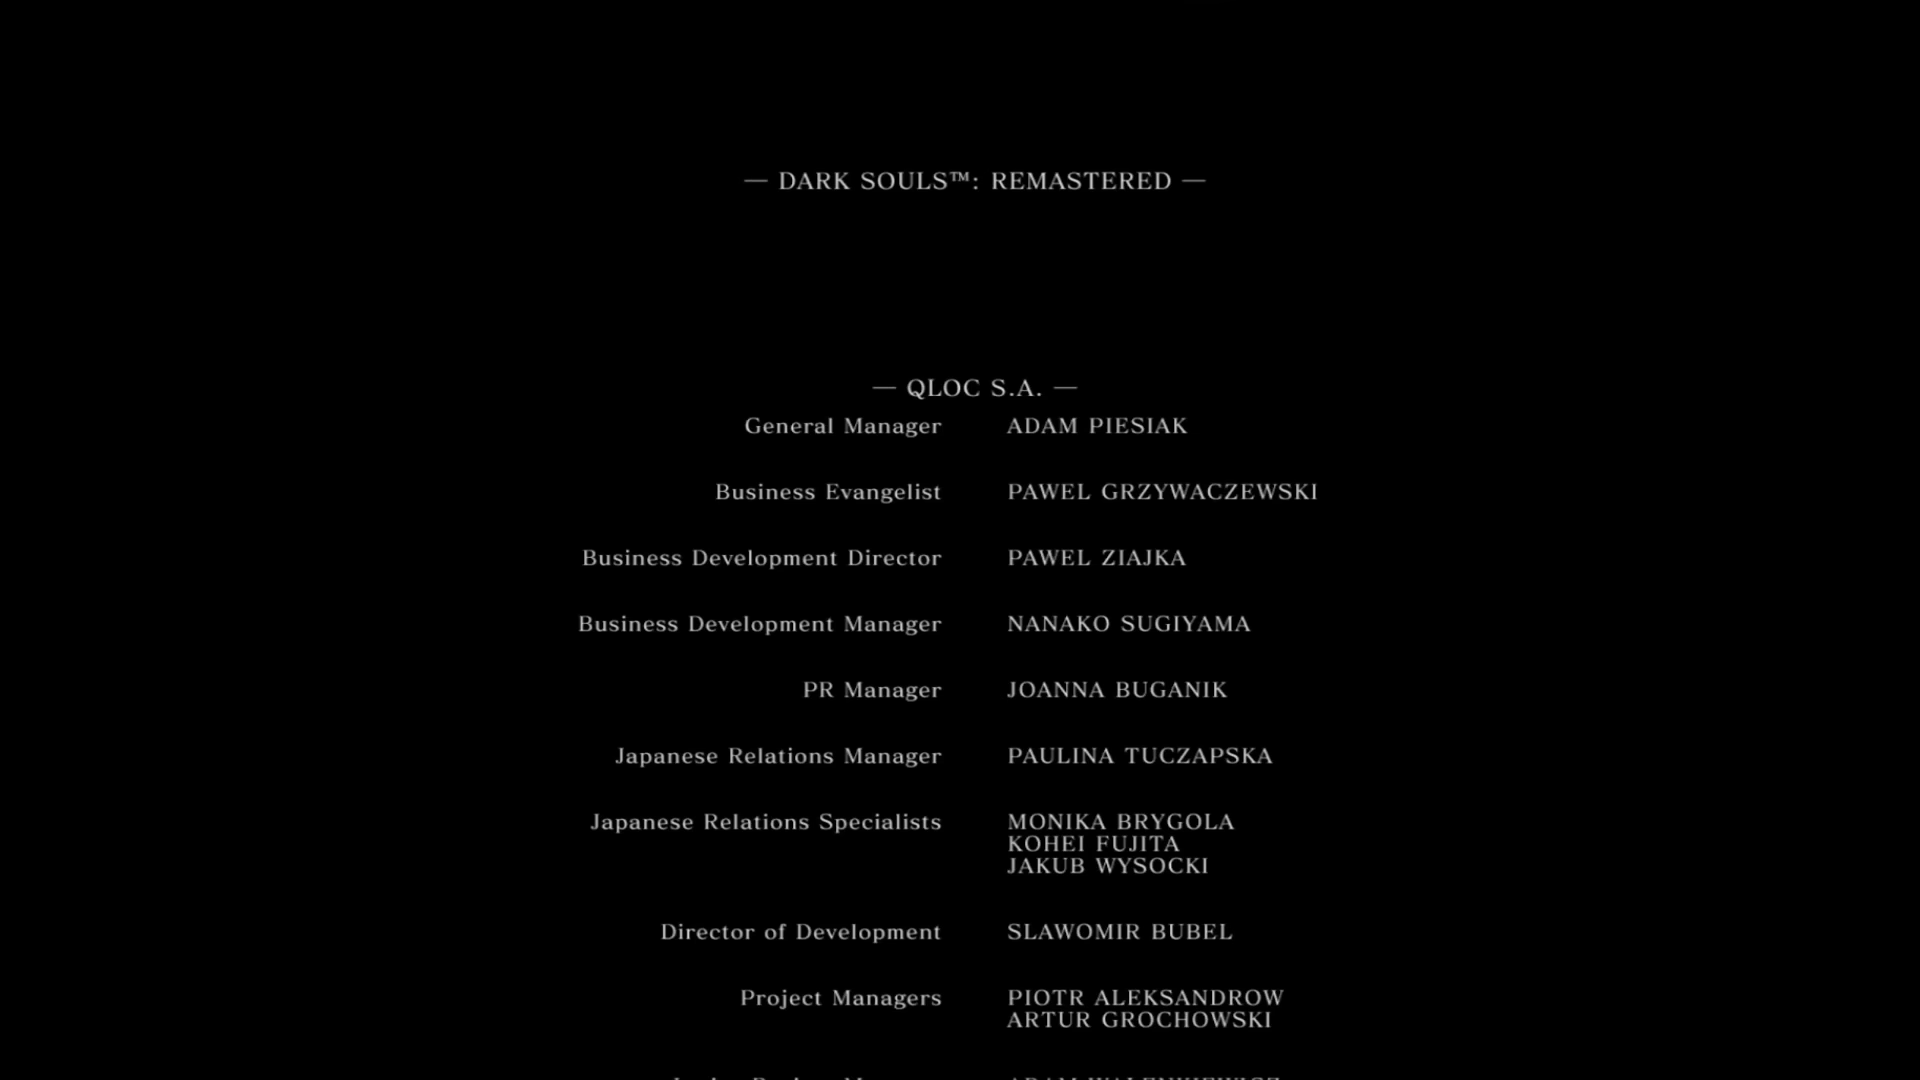 — DARK SOULS™: REMASTERED —
— QLOC S.A. —
General Manager ADAM PIESIAK
Business Evangelist PAWEL GRZYWACZEWSKI
Business Development Director PAWEL ZIAJKA
Business Development Manager NANAKO SUGIYAMA
PR Manager JOANNA BUGANIK
Japanese Relations Manager PAULINA TUCZAPSKA
Japanese Relations Specialists MONIKA BRYGOLA
KOHEI FUJITA
JAKUB WYSOCKI
Director of Development SLAWOMIR BUBEL
Project Managers PIOTR ALEKSANDROW
ARTUR GROCHOWSKI